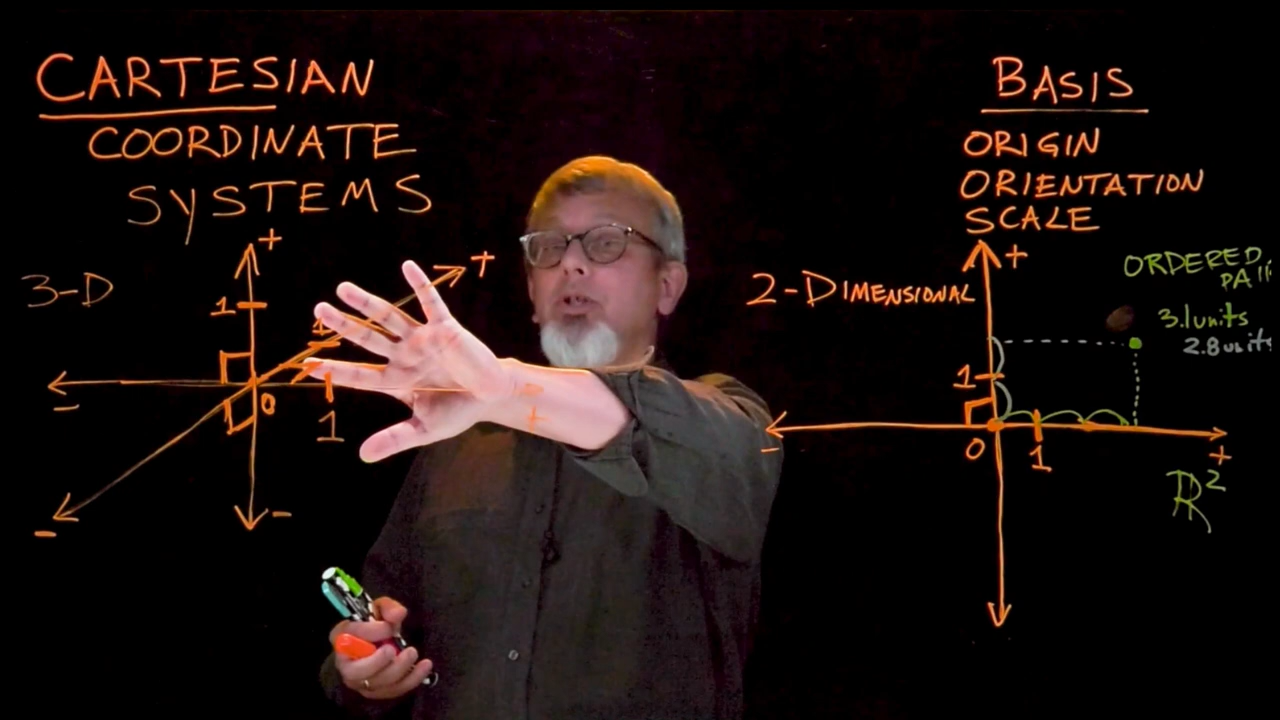 CARTESIAN
COORDINATE
SYSTEMS
3-D
+
+
1
1
0
1
-
-
-
+
BASIS
ORIGIN
ORIENTATION
SCALE
2-DIMENSIONAL
+
ORDERED
3.1units
2.8units
1
0
1
-
+
R²